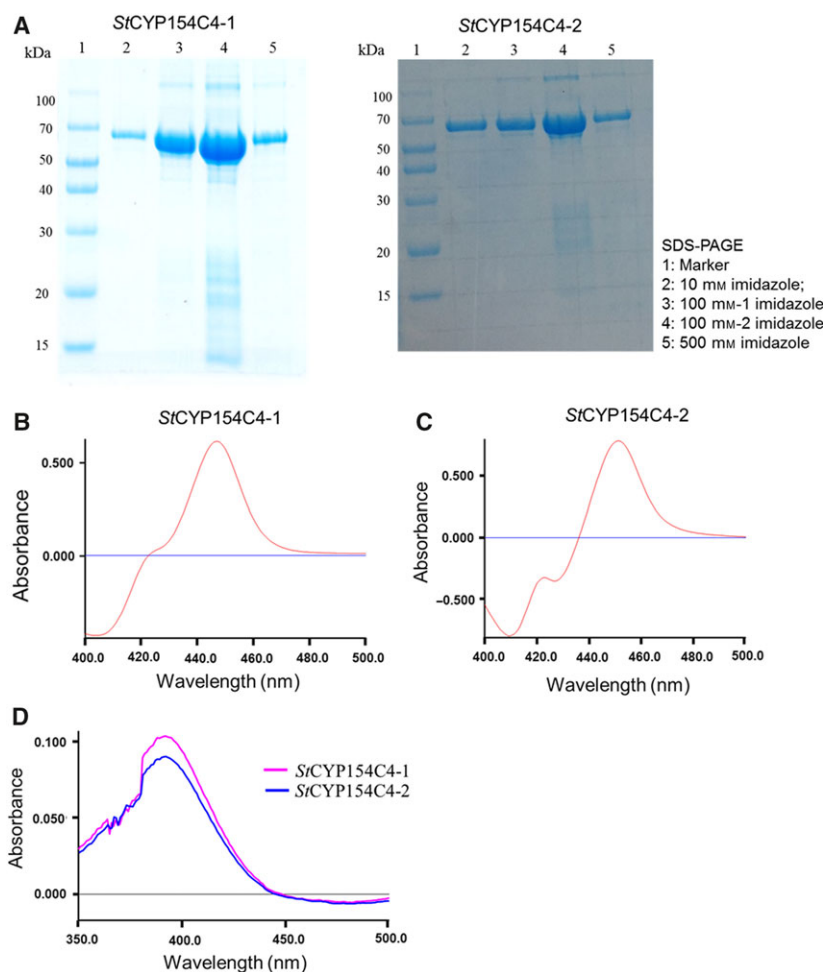 A
StCYP154C4-1
StCYP154C4-2
kDa 1 2 3 4 5
100
70
50
40
30
20
15
kDa 1 2 3 4 5
100
70
50
40
30
20
15
SDS-PAGE
1: Marker
2: 10 mM imidazole;
3: 100 mM-1 imidazole
4: 100 mM-2 imidazole
5: 500 mM imidazole
B
StCYP154C4-1
0.500
0.000
Absorbance
400.0 420.0 440.0 460.0 480.0 500.0
Wavelength (nm)
C
StCYP154C4-2
0.500
0.000
−0.500
Absorbance
400.0 420.0 440.0 460.0 480.0 500.0
Wavelength (nm)
D
0.100
0.050
0.000
Absorbance
StCYP154C4-1
StCYP154C4-2
350.0 400.0 450.0 500.0
Wavelength (nm)